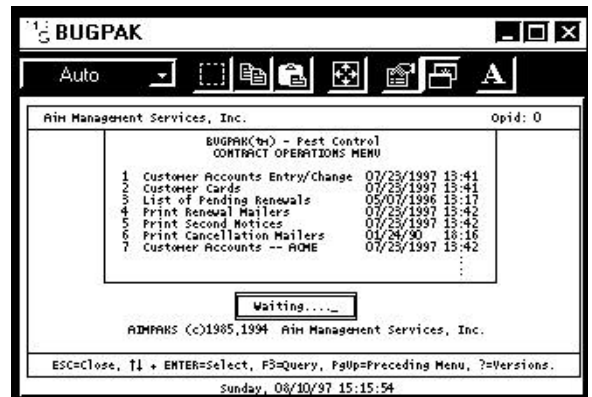 BUGPAK
Auto
A
Aim Management Services, Inc. Opid: 0
BUGPAK(tm) - Pest Control
CONTRACT OPERATIONS MENU
1 Customer Accounts Entry/Change 07/23/1997 13:41
2 Customer Cards 07/23/1997 13:41
3 List of Pending Renewals 05/07/1996 13:17
4 Print Renewal Mailers 07/23/1997 13:42
5 Print Second Notices 07/23/1997 13:42
6 Print Cancellation Mailers 01/24/90 18:16
7 Customer Accounts -- ACME 07/23/1997 13:42
Waiting...._
AIMPAKS (c)1985,1994 Aim Management Services, Inc.
ESC=Close, ↑↓ + ENTER=Select, F3=Query, PgUp=Preceding Menu, ?=Versions.
Sunday, 08/10/97 15:15:54